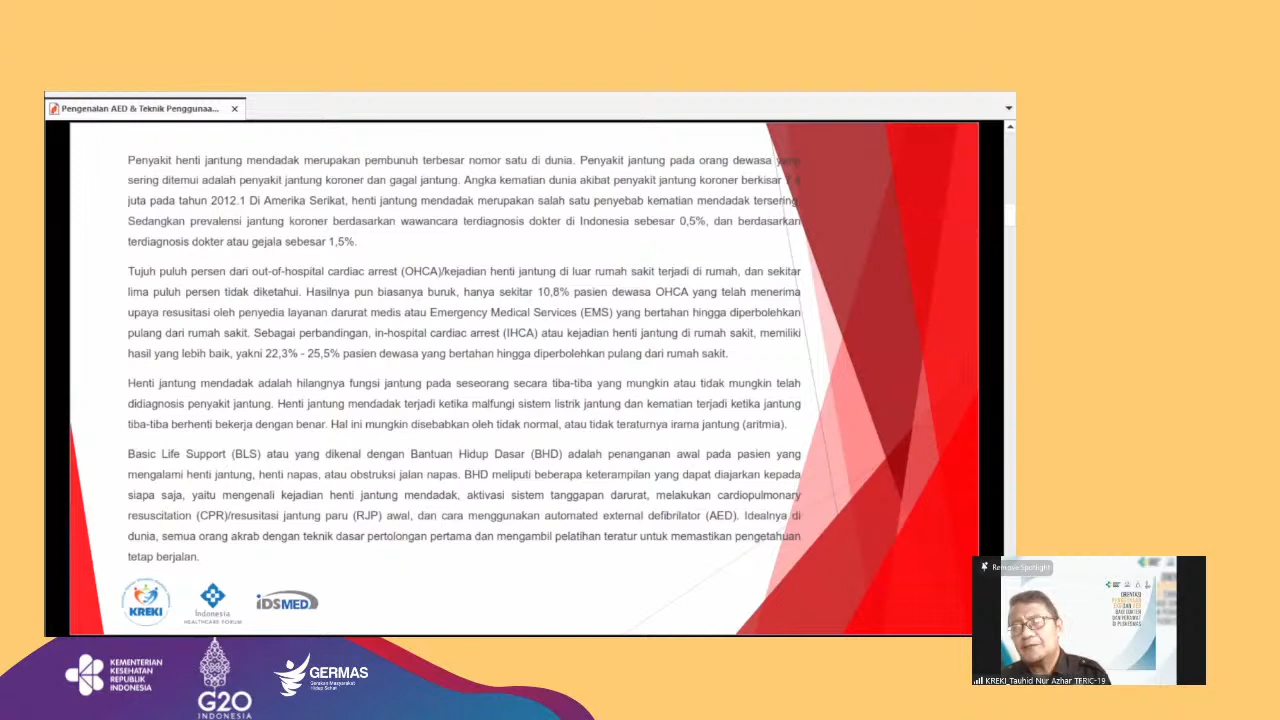 Pengenalan AED & Teknik Penggunaa...
Penyakit henti jantung mendadak merupakan pembunuh terbesar nomor satu di dunia. Penyakit jantung pada orang dewasa yang
sering ditemui adalah penyakit jantung koroner dan gagal jantung. Angka kematian dunia akibat penyakit jantung koroner berkisar
juta pada tahun 2012.1 Di Amerika Serikat, henti jantung mendadak merupakan salah satu penyebab kematian mendadak tersering.
Sedangkan prevalensi jantung koroner berdasarkan wawancara terdiagnosis dokter di Indonesia sebesar 0,5%, dan berdasarkan
terdiagnosis dokter atau gejala sebesar 1,5%.
Tujuh puluh persen dari out-of-hospital cardiac arrest (OHCA)/kejadian henti jantung di luar rumah sakit terjadi di rumah, dan sekitar
lima puluh persen tidak diketahui. Hasilnya pun biasanya buruk, hanya sekitar 10,8% pasien dewasa OHCA yang telah menerima
upaya resusitasi oleh penyedia layanan darurat medis atau Emergency Medical Services (EMS) yang bertahan hingga diperbolehkan
pulang dari rumah sakit. Sebagai perbandingan, in-hospital cardiac arrest (IHCA) atau kejadian henti jantung di rumah sakit, memiliki
hasil yang lebih baik, yakni 22,3% - 25,5% pasien dewasa yang bertahan hingga diperbolehkan pulang dari rumah sakit.
Henti jantung mendadak adalah hilangnya fungsi jantung pada seseorang secara tiba-tiba yang mungkin atau tidak mungkin telah
didiagnosis penyakit jantung. Henti jantung mendadak terjadi ketika malfungi sistem listrik jantung dan kematian terjadi ketika jantung
tiba-tiba berhenti bekerja dengan benar. Hal ini mungkin disebabkan oleh tidak normal, atau tidak teraturnya irama jantung (aritmia).
Basic Life Support (BLS) atau yang dikenal dengan Bantuan Hidup Dasar (BHD) adalah penanganan awal pada pasien yang
mengalami henti jantung, henti napas, atau obstruksi jalan napas. BHD meliputi beberapa keterampilan yang dapat diajarkan kepada
siapa saja, yaitu mengenali kejadian henti jantung mendadak, aktivasi sistem tanggapan darurat, melakukan cardiopulmonary
resuscitation (CPR)/resusitasi jantung paru (RJP) awal, dan cara menggunakan automated external defibrilator (AED). Idealnya di
dunia, semua orang akrab dengan teknik dasar pertolongan pertama dan mengambil pelatihan teratur untuk memastikan pengetahuan
tetap berjalan.
KREKI
Indonesia
HEALTHCARE FORUM
iDSMED
Remove Spotlight
ORIENTASI
PENGGUNAAN
DAN
BAGI DOKTER
DAN PERAWAT
DI PUSKESMAS
KREKI_Tauhid Nur Azhar TERC-19
KEMENTERIAN
KESEHATAN
REPUBLIK
INDONESIA
G20
INDONESIA
GERMAS
Gerakan Masyarakat
Hidup Sehat